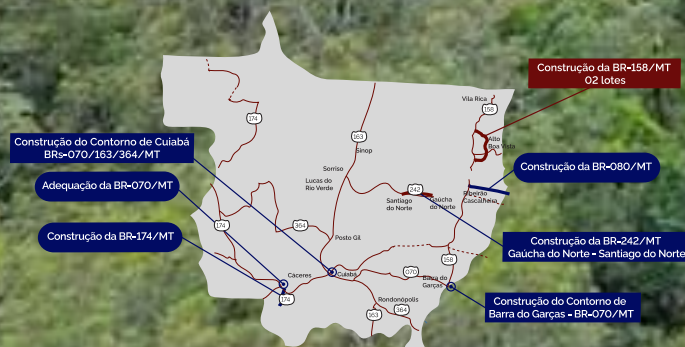 Construção da BR-158/MT
02 lotes
Vila Rica
174
158
163
Sinop
Alto
Boa Vista
Construção do Contorno de Cuiabá
BRs-070/163/364/MT
Sorriso
Construção da BR-080/MT
Adequação da BR-070/MT
Lucas do
Rio Verde
242
Ribeirão
Cascalheira
Santiago
do Norte
Gaúcha
do Norte
174
364
Construção da BR-174/MT
Posto Gil
Construção da BR-242/MT
Gaúcha do Norte - Santiago do Norte
158
Cáceres
Cuiabá
070
Barra do
Garças
174
Rondonópolis
Construção do Contorno de
Barra do Garças - BR-070/MT
163
364